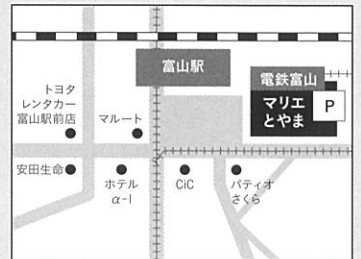 富山駅
電鉄富山
マリエ
とやま
P
トヨタ
レンタカー
富山駅前店
マルート
安田生命
ホテル
α-1
CiC
パティオ
さくら